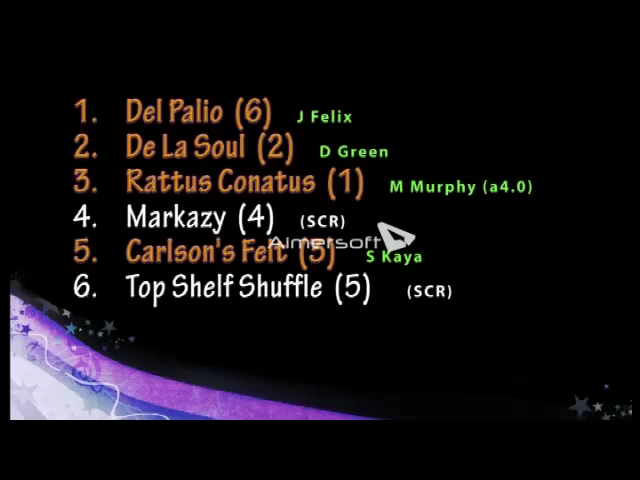 1. Del Palio (6) J Felix
2. De La Soul (2) D Green
3. Rattus Conatus (1) M Murphy (a4.0)
4. Markazy (4) (SCR)
Aimersoft
5. Carlson's Felt (3) S Kaya
6. Top Shelf Shuffle (5) (SCR)